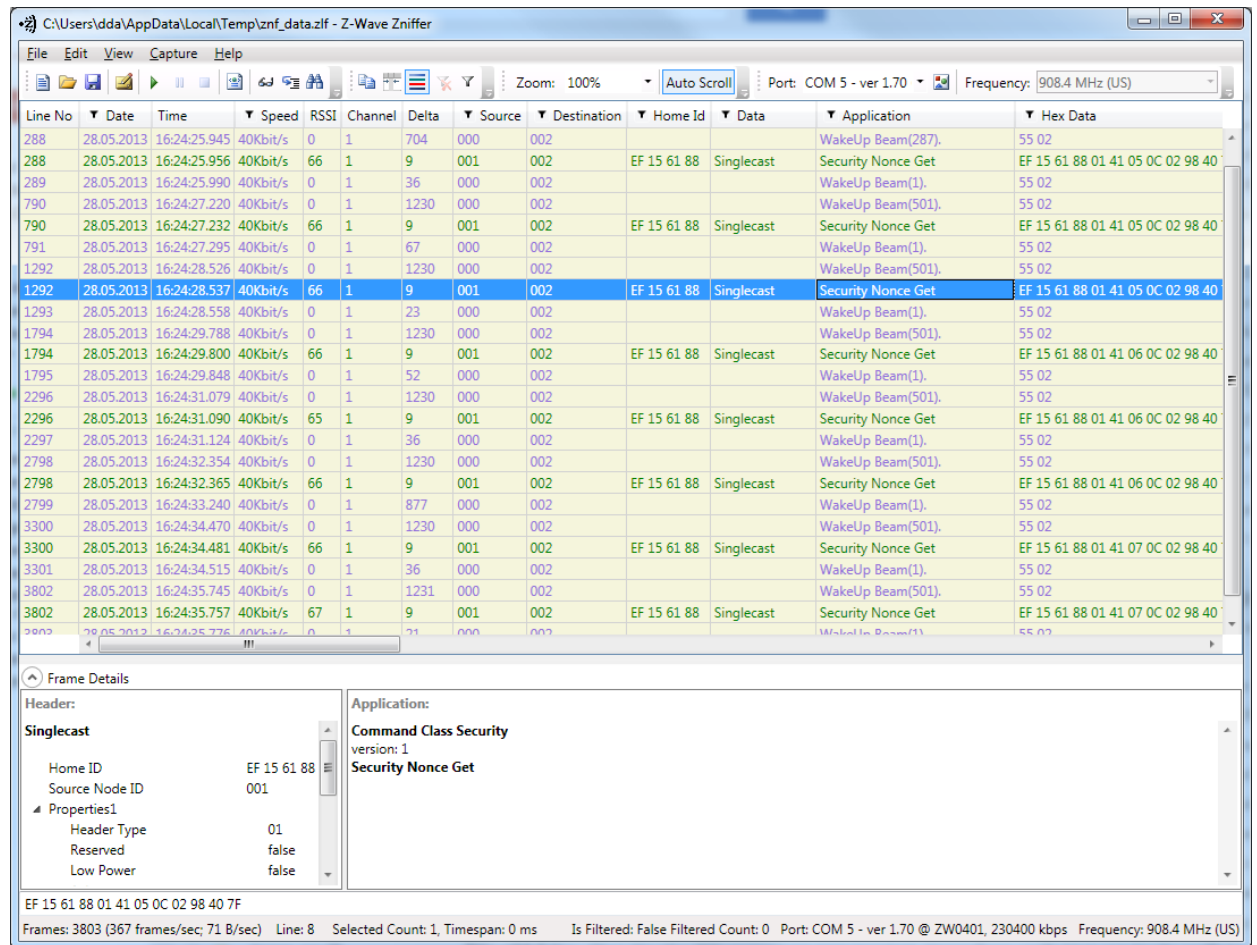 C:\Users\dda\AppData\Local\Temp\znf_data.zlf - Z-Wave Zniffer
File Edit View Capture Help
Zoom: 100% Auto Scroll Port: COM 5 - ver 1.70 Frequency: 908.4 MHz (US)
Line No Date Time Speed RSSI Channel Delta Source Destination Home Id Data Application Hex Data
288 28.05.2013 16:24:25.945 40Kbit/s 0 1 704 000 002 WakeUp Beam(287). 55 02
288 28.05.2013 16:24:25.956 40Kbit/s 66 1 9 001 002 EF 15 61 88 Singlecast Security Nonce Get EF 15 61 88 01 41 05 0C 02 98 40
289 28.05.2013 16:24:25.990 40Kbit/s 0 1 36 000 002 WakeUp Beam(1). 55 02
790 28.05.2013 16:24:27.220 40Kbit/s 0 1 1230 000 002 WakeUp Beam(501). 55 02
790 28.05.2013 16:24:27.232 40Kbit/s 66 1 9 001 002 EF 15 61 88 Singlecast Security Nonce Get EF 15 61 88 01 41 05 0C 02 98 40
791 28.05.2013 16:24:27.295 40Kbit/s 0 1 67 000 002 WakeUp Beam(1). 55 02
1292 28.05.2013 16:24:28.526 40Kbit/s 0 1 1230 000 002 WakeUp Beam(501). 55 02
1292 28.05.2013 16:24:28.537 40Kbit/s 66 1 9 001 002 EF 15 61 88 Singlecast Security Nonce Get EF 15 61 88 01 41 05 0C 02 98 40
1293 28.05.2013 16:24:28.558 40Kbit/s 0 1 23 000 002 WakeUp Beam(1). 55 02
1794 28.05.2013 16:24:29.788 40Kbit/s 0 1 1230 000 002 WakeUp Beam(501). 55 02
1794 28.05.2013 16:24:29.800 40Kbit/s 66 1 9 001 002 EF 15 61 88 Singlecast Security Nonce Get EF 15 61 88 01 41 06 0C 02 98 40
1795 28.05.2013 16:24:29.848 40Kbit/s 0 1 52 000 002 WakeUp Beam(1). 55 02
2296 28.05.2013 16:24:31.079 40Kbit/s 0 1 1230 000 002 WakeUp Beam(501). 55 02
2296 28.05.2013 16:24:31.090 40Kbit/s 65 1 9 001 002 EF 15 61 88 Singlecast Security Nonce Get EF 15 61 88 01 41 06 0C 02 98 40
2297 28.05.2013 16:24:31.124 40Kbit/s 0 1 36 000 002 WakeUp Beam(1). 55 02
2798 28.05.2013 16:24:32.354 40Kbit/s 0 1 1230 000 002 WakeUp Beam(501). 55 02
2798 28.05.2013 16:24:32.365 40Kbit/s 66 1 9 001 002 EF 15 61 88 Singlecast Security Nonce Get EF 15 61 88 01 41 06 0C 02 98 40
2799 28.05.2013 16:24:33.240 40Kbit/s 0 1 877 000 002 WakeUp Beam(1). 55 02
3300 28.05.2013 16:24:34.470 40Kbit/s 0 1 1230 000 002 WakeUp Beam(501). 55 02
3300 28.05.2013 16:24:34.481 40Kbit/s 66 1 9 001 002 EF 15 61 88 Singlecast Security Nonce Get EF 15 61 88 01 41 07 0C 02 98 40
3301 28.05.2013 16:24:34.515 40Kbit/s 0 1 36 000 002 WakeUp Beam(1). 55 02
3802 28.05.2013 16:24:35.745 40Kbit/s 0 1 1231 000 002 WakeUp Beam(501). 55 02
3802 28.05.2013 16:24:35.757 40Kbit/s 67 1 9 001 002 EF 15 61 88 Singlecast Security Nonce Get EF 15 61 88 01 41 07 0C 02 98 40
3803 28.05.2013 16:24:35.776 40Kbit/s 0 1 21 000 002 WakeUp Beam(1). 55 02
Frame Details
Header: Application:
Singlecast Command Class Security
version: 1
Home ID EF 15 61 88 Security Nonce Get
Source Node ID 001
Properties1
Header Type 01
Reserved false
Low Power false
EF 15 61 88 01 41 05 0C 02 98 40 7F
Frames: 3803 (367 frames/sec; 71 B/sec) Line: 8 Selected Count: 1, Timespan: 0 ms Is Filtered: False Filtered Count: 0 Port: COM 5 - ver 1.70 @ ZW0401, 230400 kbps Frequency: 908.4 MHz (US)